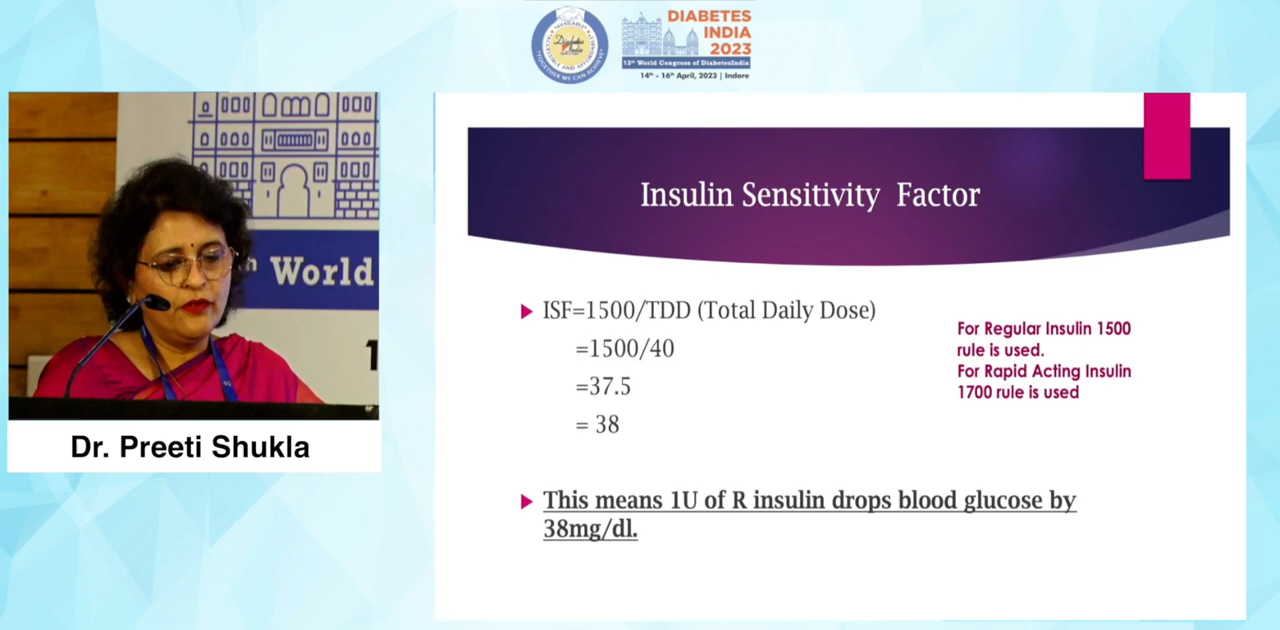 DIABETES
INDIA
2023
13th World Congress of DiabetesIndia
14th - 16th April, 2023 | Indore
World
1
Dr. Preeti Shukla
Insulin Sensitivity Factor
ISF=1500/TDD (Total Daily Dose)
=1500/40
=37.5
= 38
For Regular Insulin 1500
rule is used.
For Rapid Acting Insulin
1700 rule is used
This means 1U of R insulin drops blood glucose by
38mg/dl.